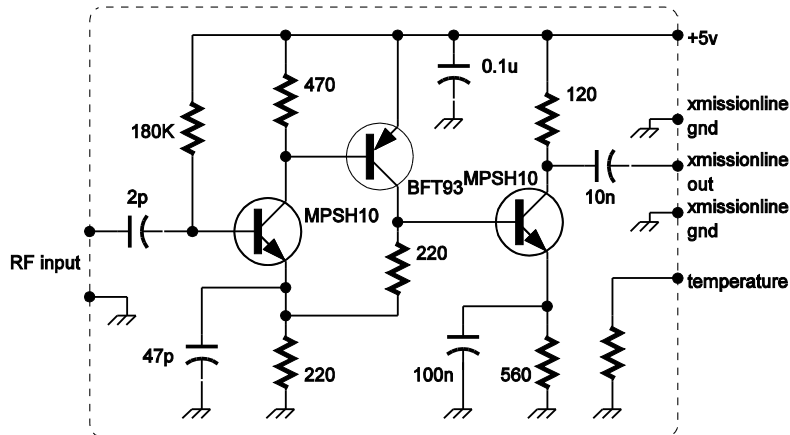 +5v
0.1u
470
120
xmissionline
gnd
180K
BFT93
MPSH10
10n
xmissionline
out
2p
MPSH10
xmissionline
gnd
RF input
220
temperature
47p
220
100n
560